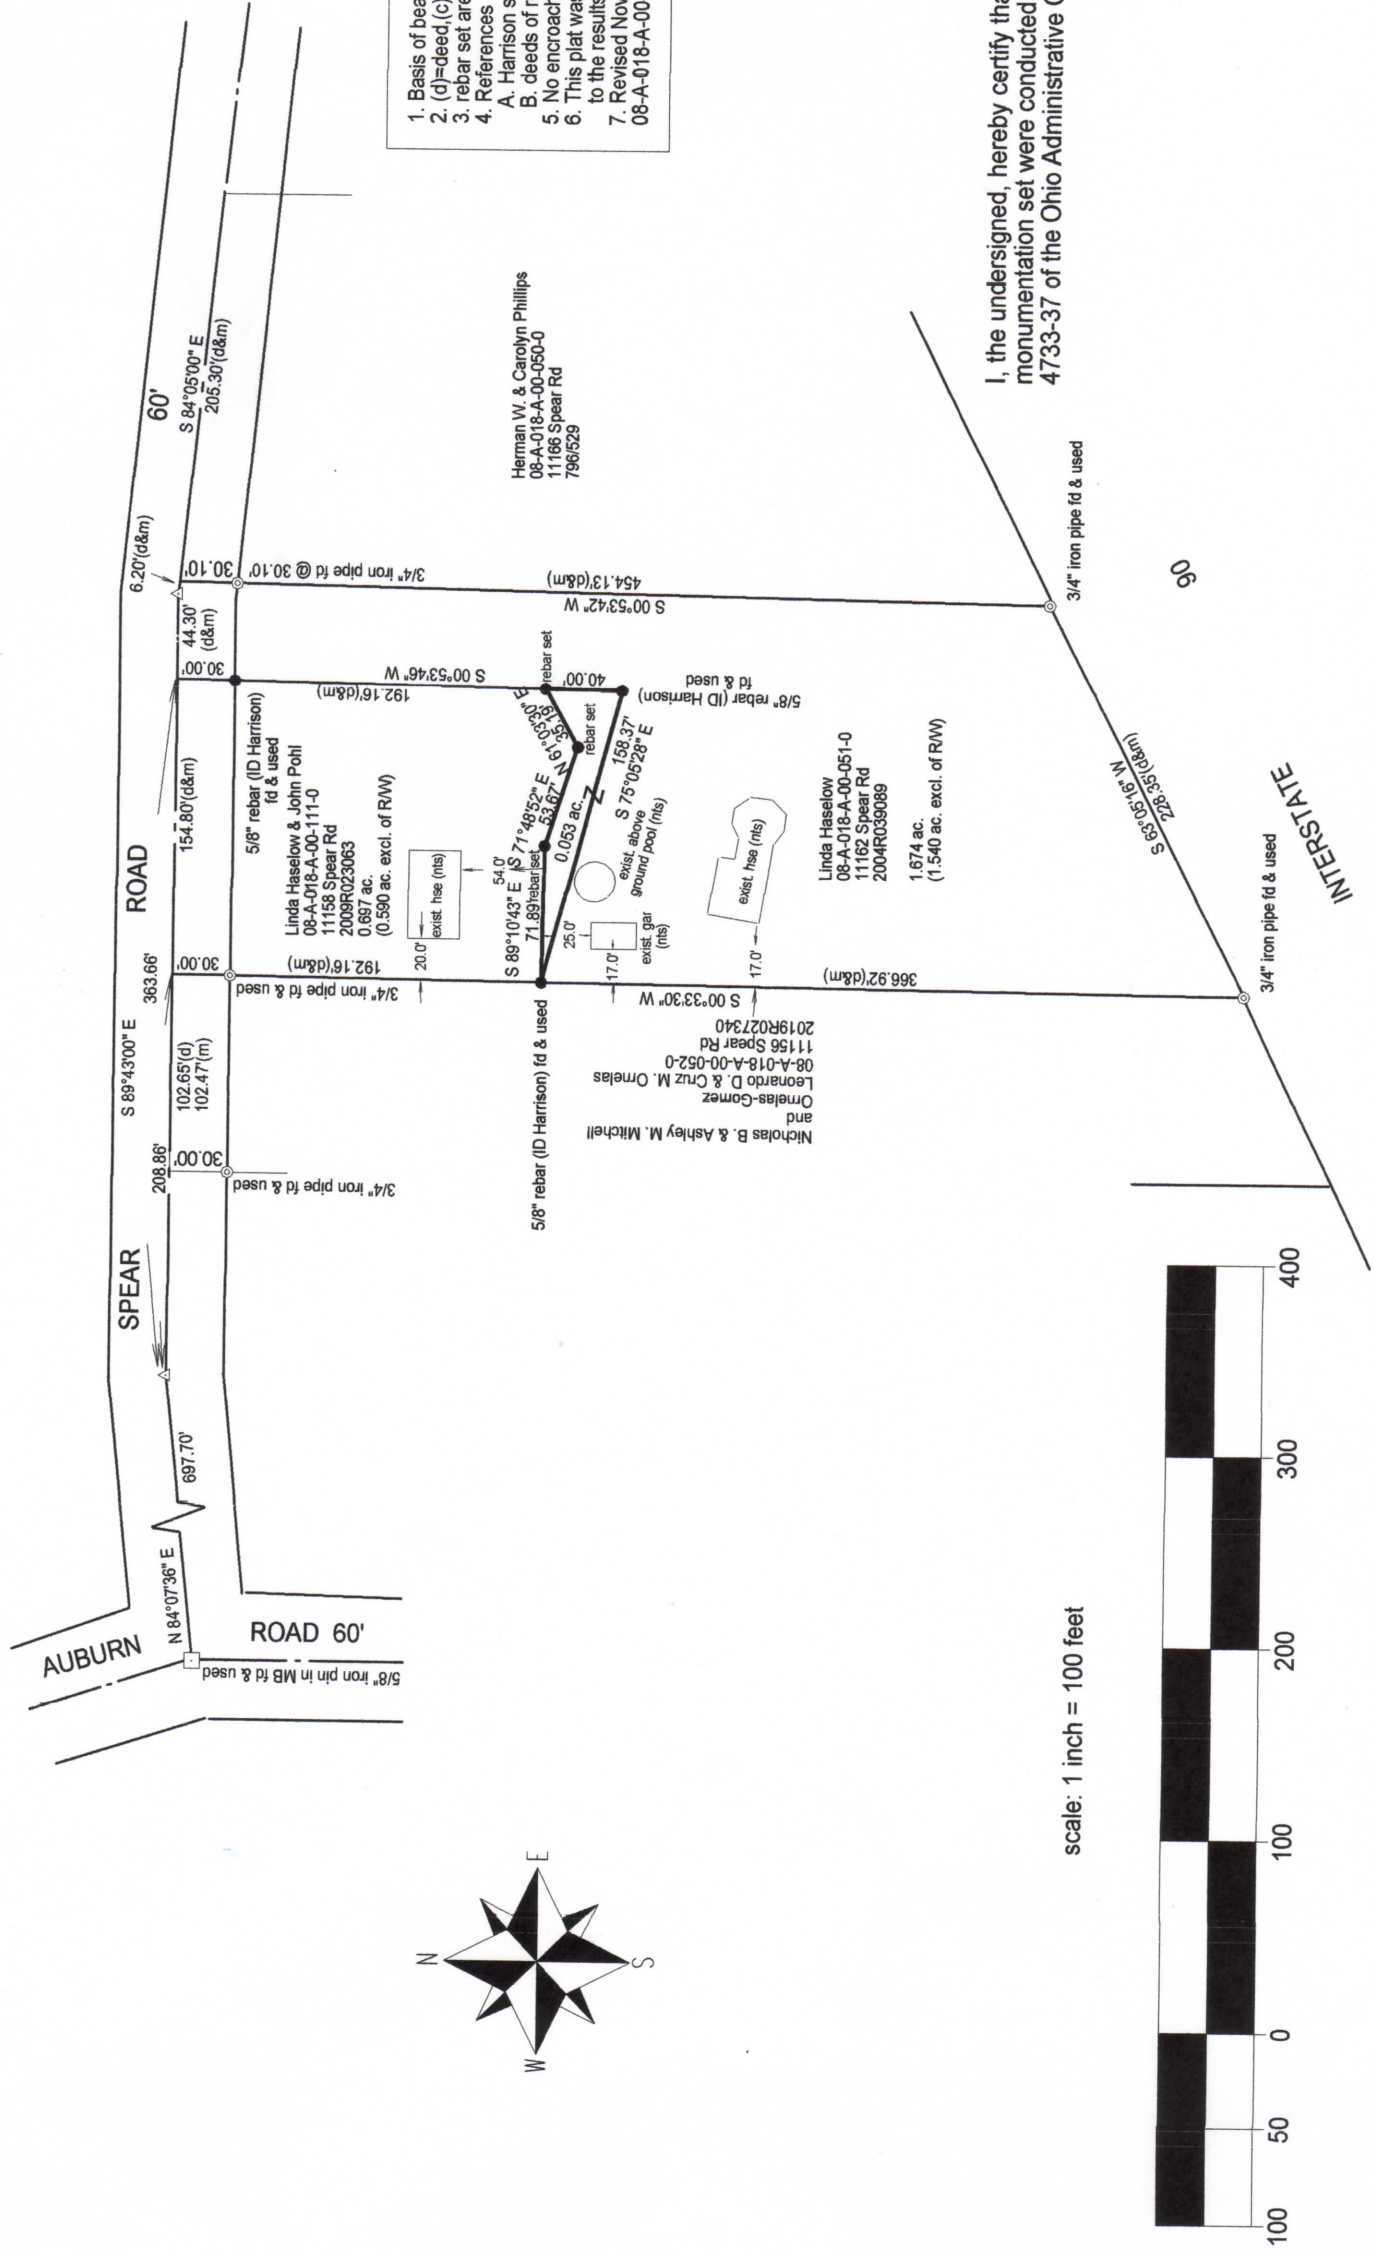 1. Basis of bea
2. (d)=deed,(c)
3. rebar set are
4. References
A. Harrison s
B. deeds of r
5. No encroach
6. This plat was
to the results
7. Revised Nov
08-A-018-A-00-
60'
S 84°05'00" E
205.30'(d&m)
6.20'(d&m)
30.10'
3/4" iron pipe fd @ 30.10'
454.13'(d&m)
S 00°53'42" W
Herman W. & Carolyn Phillips
08-A-018-A-00-050-0
11166 Spear Rd
796/529
I, the undersigned, hereby certify tha
monumentation set were conducted
4733-37 of the Ohio Administrative C
3/4" iron pipe fd & used
90
44.30'
(d&m)
30.00'
S 00°53'46" W
192.16'(d&m)
rebar set
40.00'
5/8" rebar (ID Harrison)
fd & used
N 61°03'30" E
35.19'
rebar set
ROAD
154.80'(d&m)
5/8" rebar (ID Harrison)
fd & used
Linda Haselow & John Pohl
08-A-018-A-00-111-0
11158 Spear Rd
2009R023063
0.697 ac.
(0.590 ac. excl. of R/W)
exist. hse (nts)
20.0'
54.0'
S 71°48'52" E
53.67'
0.053 ac.
Z
158.37'
S 75°05'28" E
rebar set
S 89°10'43" E
71.89'
25.0'
exist. above
ground pool (nts)
exist. gar
(nts)
17.0'
exist. hse (nts)
17.0'
Linda Haselow
08-A-018-A-00-051-0
11162 Spear Rd
2004R039089
1.674 ac.
(1.540 ac. excl. of R/W)
S 63°05'16" W
228.35'(d&m)
INTERSTATE
3/4" iron pipe fd & used
363.66'
30.00'
3/4" iron pipe fd & used
192.16'(d&m)
S 00°33'30" W
366.92'(d&m)
S 89°43'00" E
102.65'(d)
102.47'(m)
208.86'
30.00'
3/4" iron pipe fd & used
5/8" rebar (ID Harrison) fd & used
Nicholas B. & Ashley M. Mitchell
and
Ornelas-Gomez
Leonardo D. & Cruz M. Ornelas
08-A-018-A-00-052-0
11156 Spear Rd
2019R027340
SPEAR
697.70'
N 84°07'36" E
AUBURN
ROAD 60'
5/8" iron pin in MB fd & used
N
E
S
W
scale: 1 inch = 100 feet
100
50
0
100
200
300
400